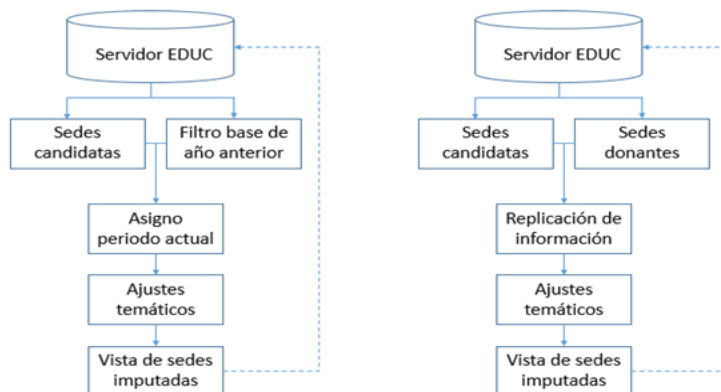 Servidor EDUC
Sedes
candidatas
Filtro base de
año anterior
Asigno
periodo actual
Ajustes
temáticos
Vista de sedes
imputadas
Servidor EDUC
Sedes
candidatas
Sedes
donantes
Replicación de
información
Ajustes
temáticos
Vista de sedes
imputadas